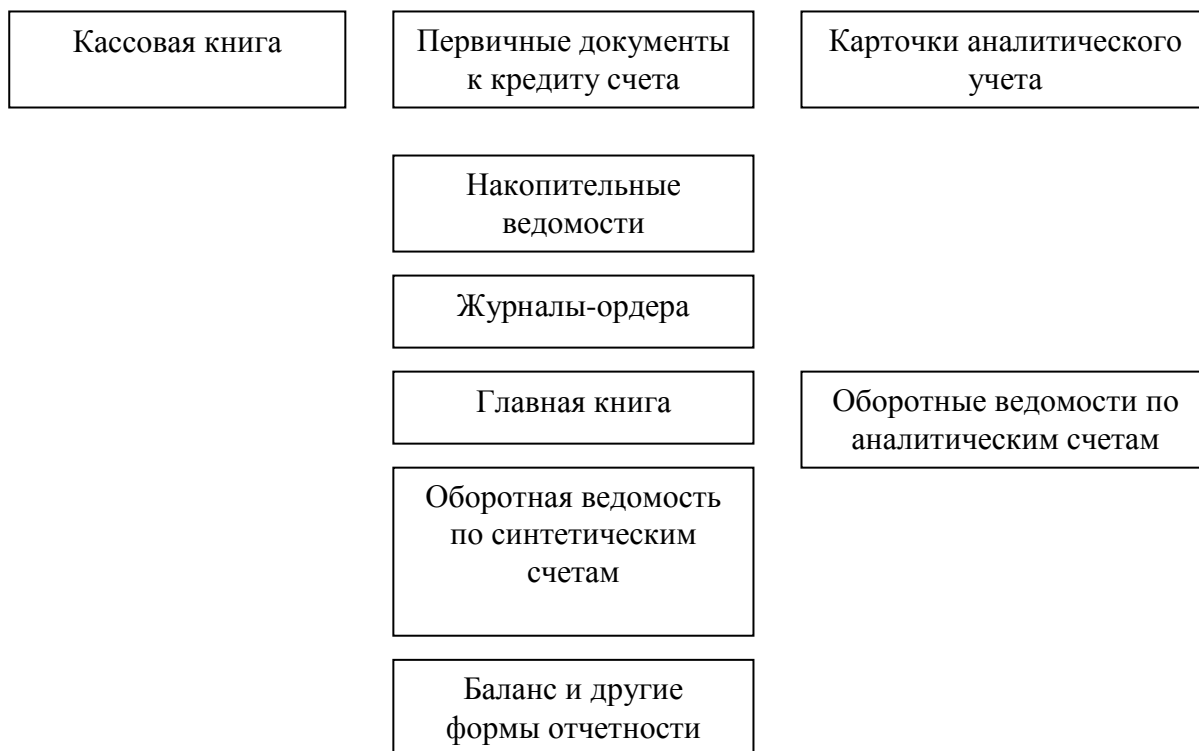 Кассовая книга
Первичные документы
к кредиту счета
Карточки аналитического
учета
Накопительные
ведомости
Журналы-ордера
Главная книга
Оборотные ведомости по
аналитическим счетам
Оборотная ведомость
по синтетическим
счетам
Баланс и другие
формы отчетности